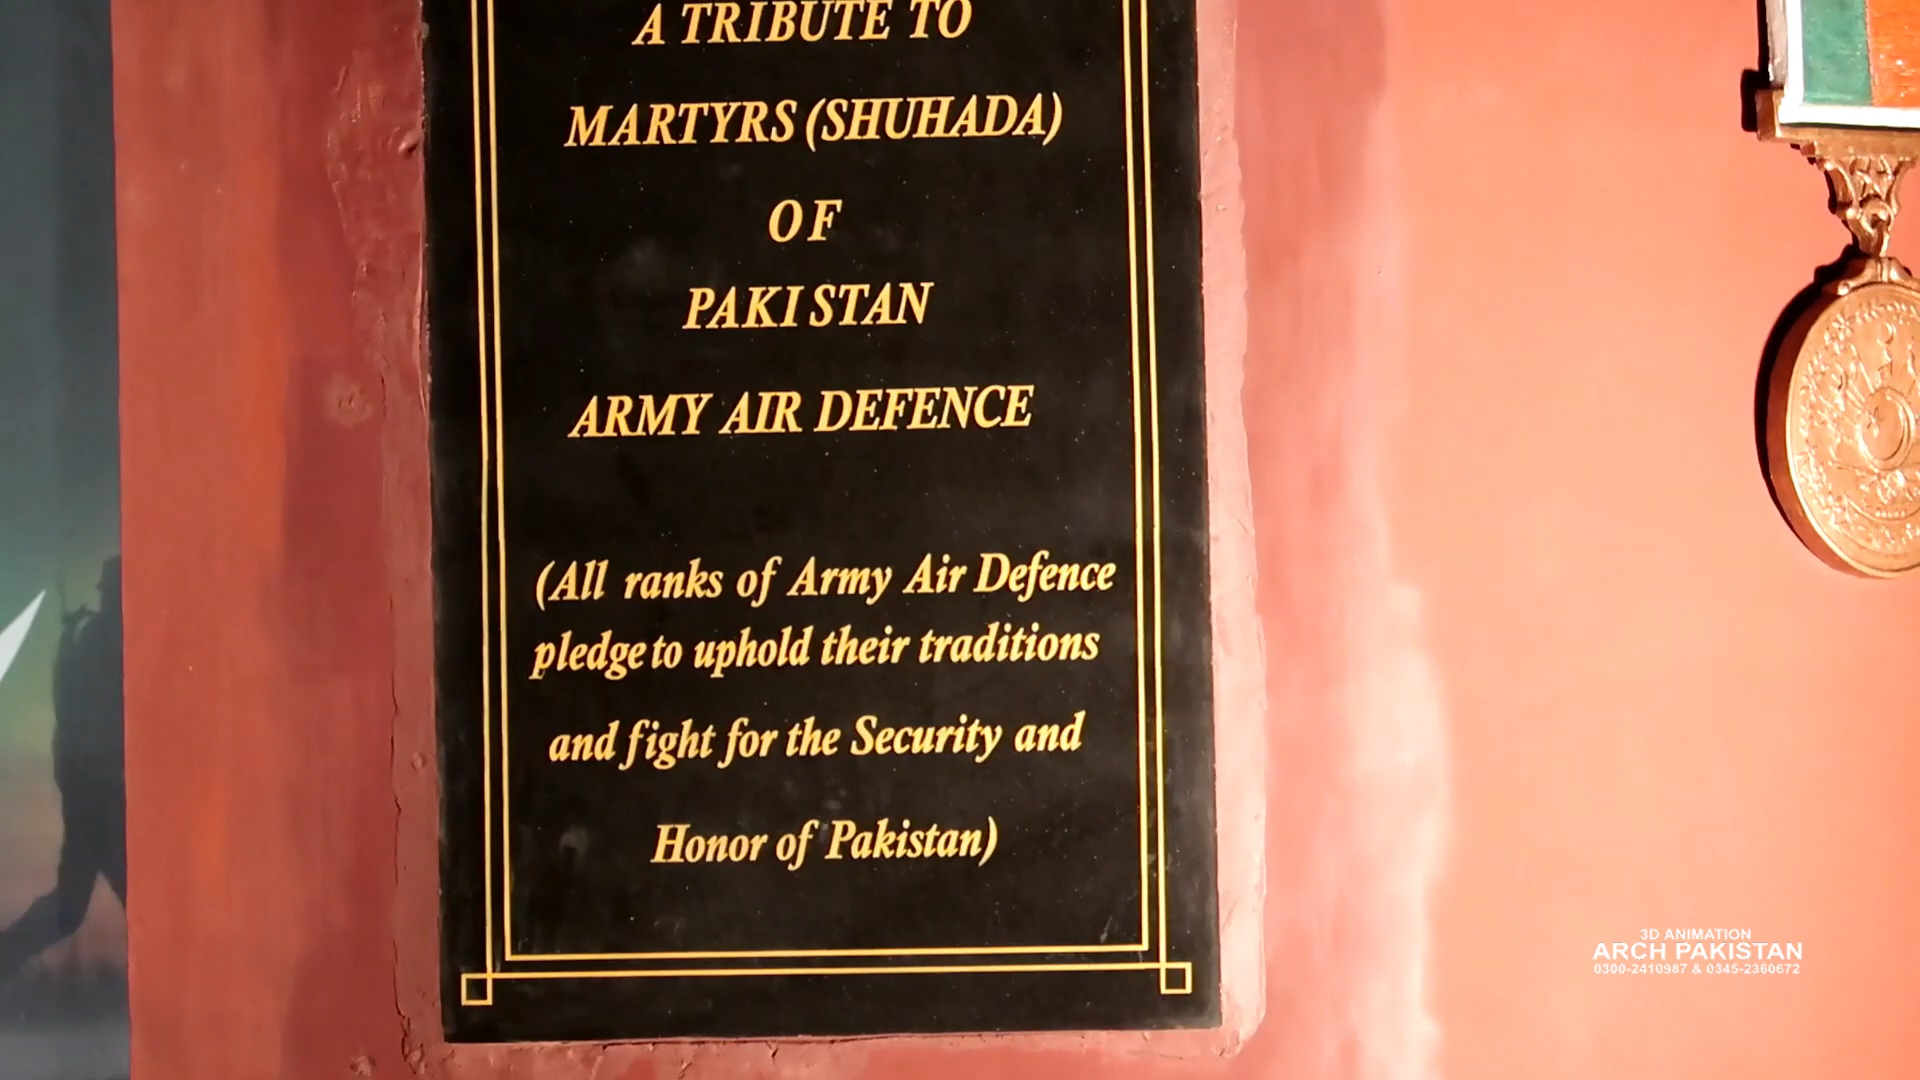 A TRIBUTE TO
MARTYRS (SHUHADA)
OF
PAKISTAN
ARMY AIR DEFENCE
(All ranks of Army Air Defence
pledge to uphold their traditions
and fight for the Security and
Honor of Pakistan)
3D ANIMATION
ARCH PAKISTAN
0300-2410987 & 0345-2360672